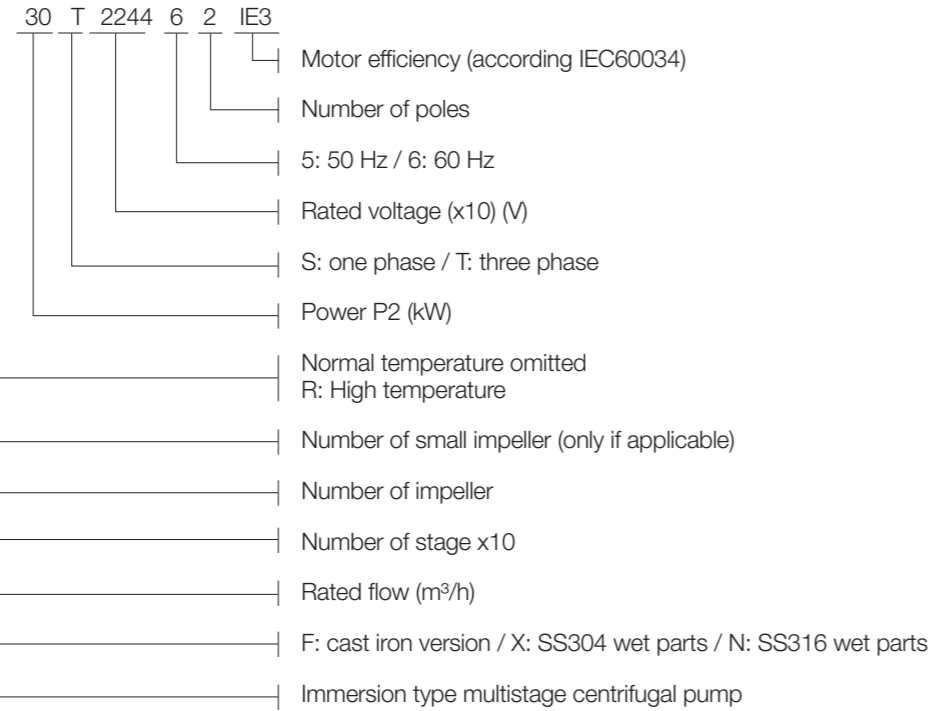 30 T 2244 6 2 IE3
Motor efficiency (according IEC60034)
Number of poles
5: 50 Hz / 6: 60 Hz
Rated voltage (x10) (V)
S: one phase / T: three phase
Power P2 (kW)
Normal temperature omitted
R: High temperature
Number of small impeller (only if applicable)
Number of impeller
Number of stage x10
Rated flow (m³/h)
F: cast iron version / X: SS304 wet parts / N: SS316 wet parts
Immersion type multistage centrifugal pump